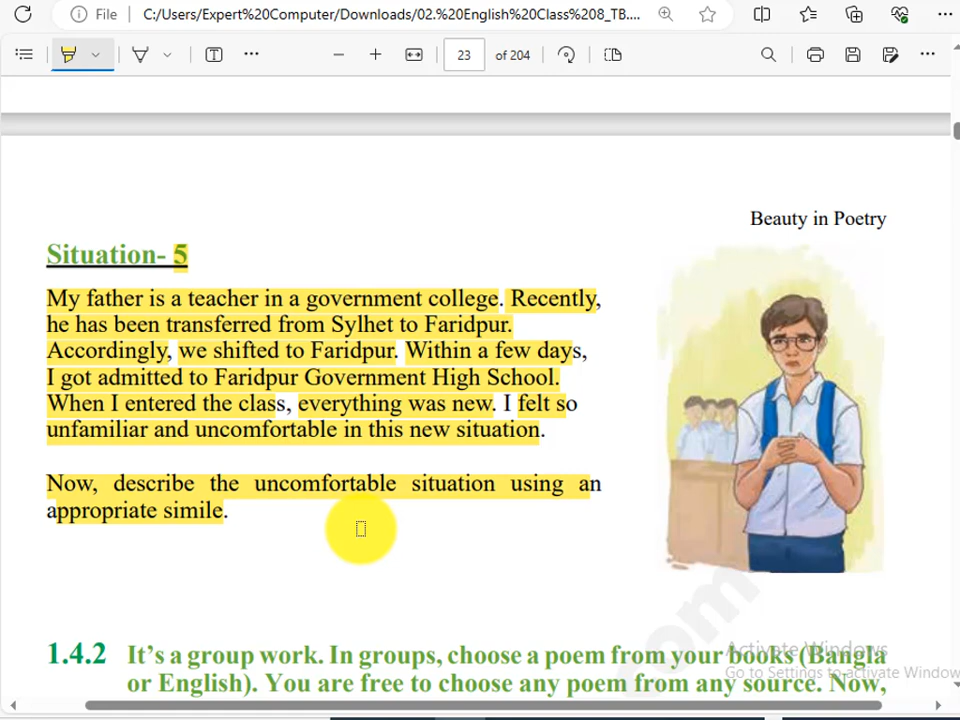 File
C:/Users/Expert%20Computer/Downloads/02.%20English%20Class%208_TB....
23 of 204
Beauty in Poetry
Situation- 5
My father is a teacher in a government college. Recently,
he has been transferred from Sylhet to Faridpur.
Accordingly, we shifted to Faridpur. Within a few days,
I got admitted to Faridpur Government High School.
When I entered the class, everything was new. I felt so
unfamiliar and uncomfortable in this new situation.
Now, describe the uncomfortable situation using an
appropriate simile.
om
1.4.2 It's a group work. In groups, choose a poem from your books (Bangla
or English). You are free to choose any poem from any source. Now,
Activate Windows
Go to Settings to activate Window